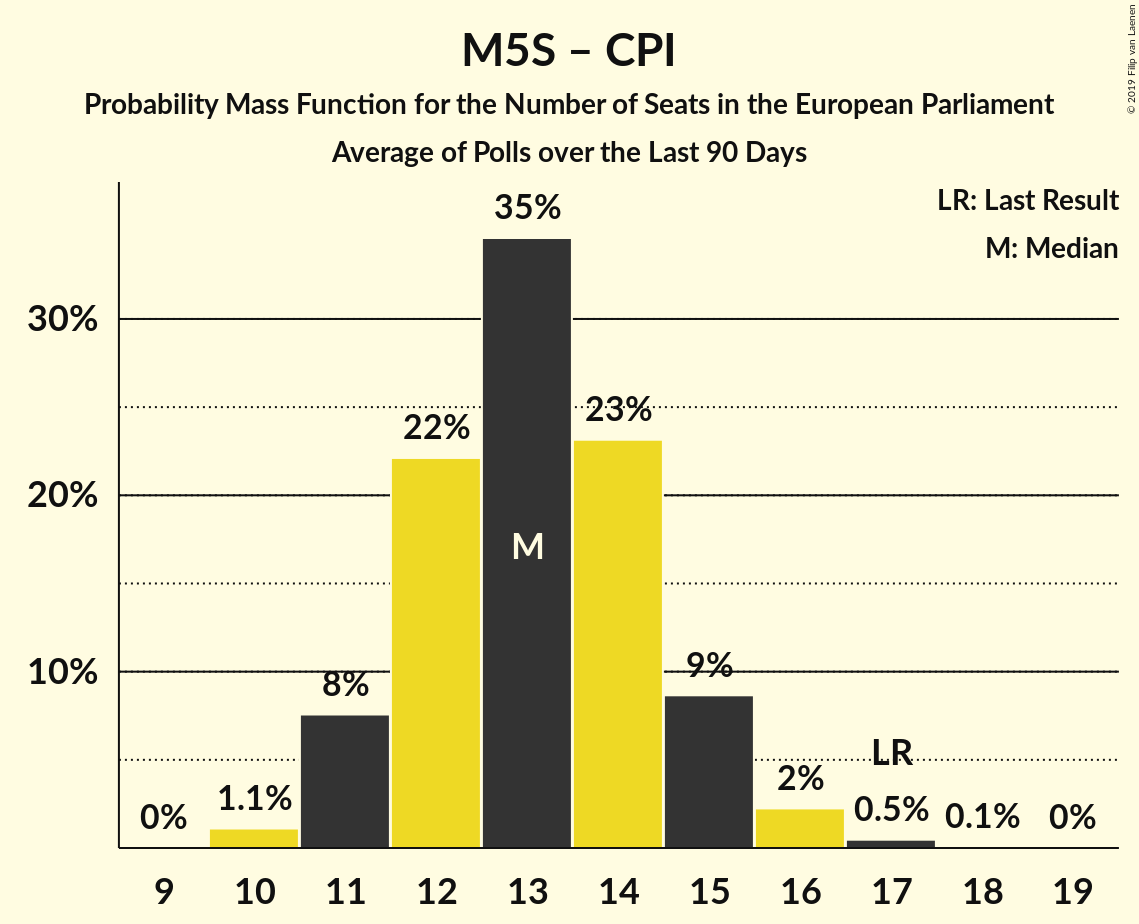 M5S – CPI
Probability Mass Function for the Number of Seats in the European Parliament
Average of Polls over the Last 90 Days
© 2019 Filip van Laenen
LR: Last Result
M: Median
35%
30%
23%
22%
20%
M
10%
9%
8%
LR
2%
1.1%
0.5%
0%
0.1%
0%
9 10 11 12 13 14 15 16 17 18 19